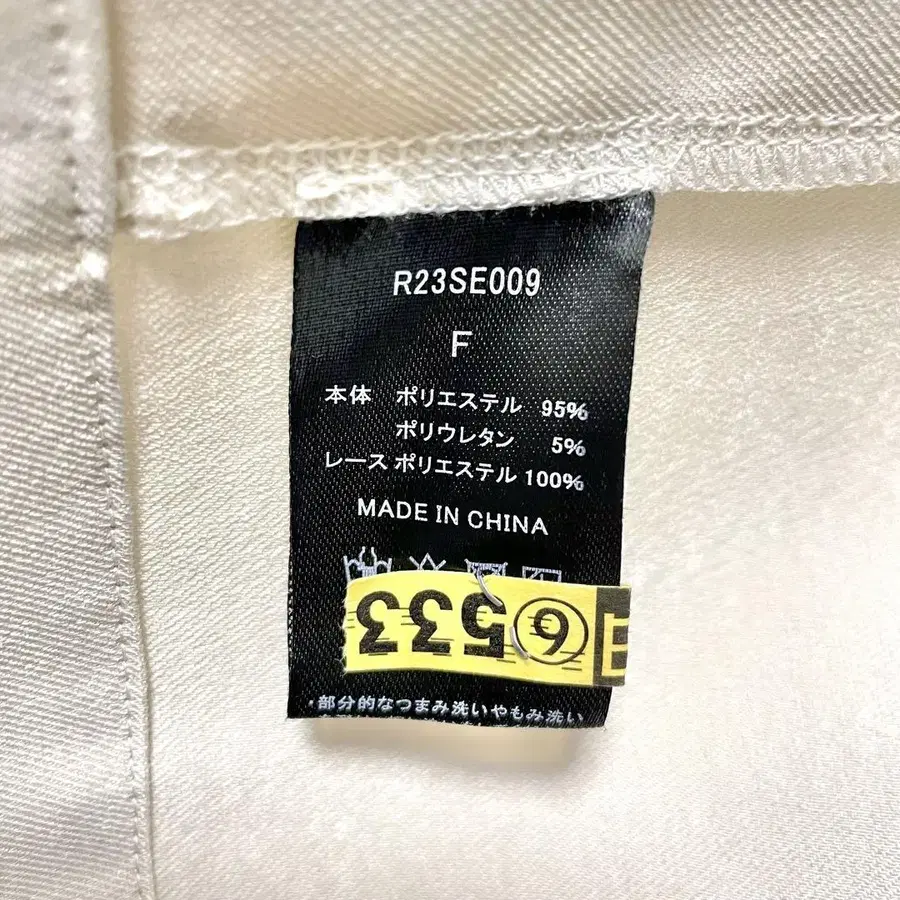 R23SE009
F
本体 ポリエステル 95%
ポリウレタン 5%
レース ポリエステル 100%
MADE IN CHINA
533
・部分的なつまみ洗いやもみ洗い